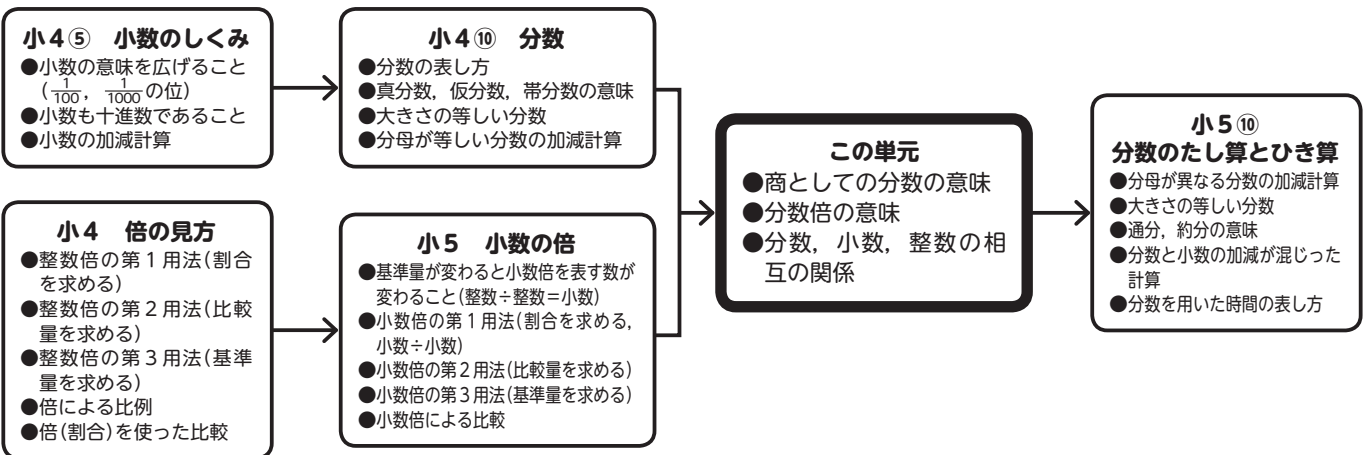 小4⑤ 小数のしくみ
●小数の意味を広げること
(1/100, 1/1000の位)
●小数も十進数であること
●小数の加減計算
小4⑩ 分数
●分数の表し方
●真分数，仮分数，帯分数の意味
●大きさの等しい分数
●分母が等しい分数の加減計算
小4 倍の見方
●整数倍の第1用法(割合
を求める)
●整数倍の第2用法(比較
量を求める)
●整数倍の第3用法(基準
量を求める)
●倍による比例
●倍(割合)を使った比較
小5 小数の倍
●基準量が変わると小数倍を表す数が
変わること(整数÷整数＝小数)
●小数倍の第1用法(割合を求める，
小数÷小数)
●小数倍の第2用法(比較量を求める)
●小数倍の第3用法(基準量を求める)
●小数倍による比較
この単元
●商としての分数の意味
●分数倍の意味
●分数，小数，整数の相
互の関係
小5⑩
分数のたし算とひき算
●分母が異なる分数の加減計算
●大きさの等しい分数
●通分，約分の意味
●分数と小数の加減が混じった
計算
●分数を用いた時間の表し方